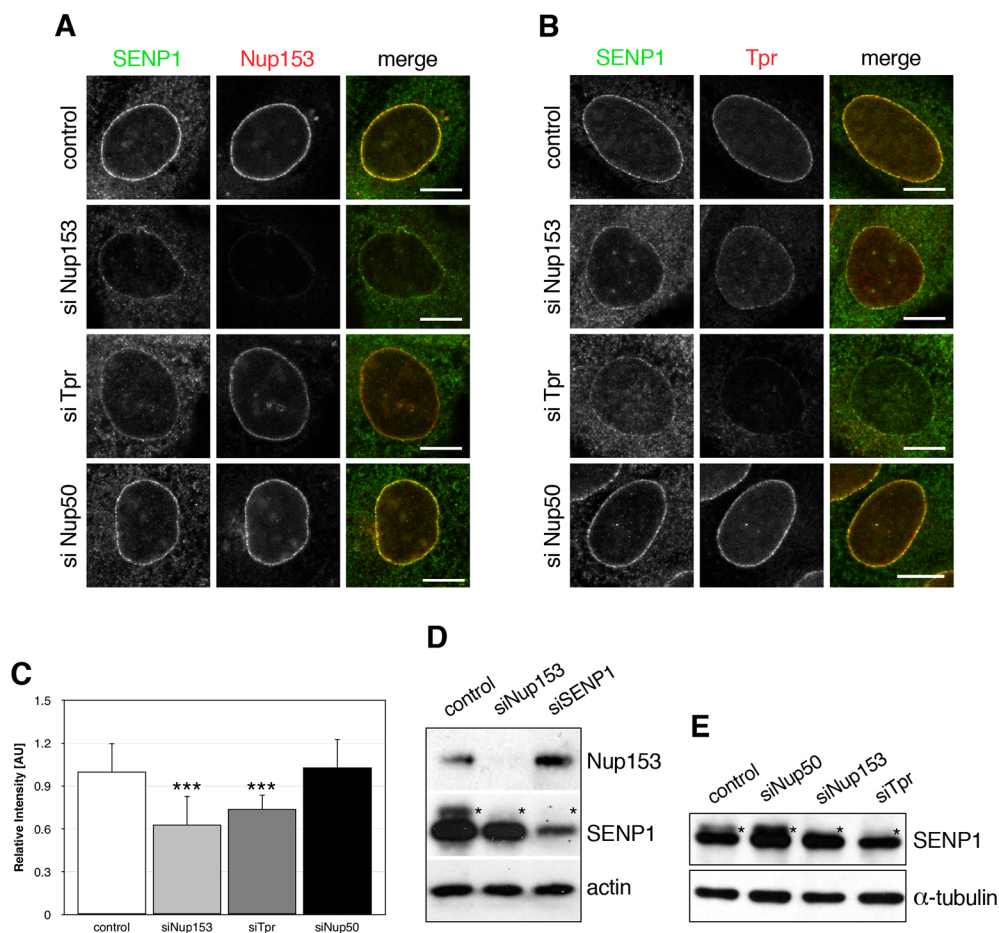 A
SENP1 Nup153 merge
control
si Nup153
si Tpr
si Nup50
B
SENP1 Tpr merge
control
si Nup153
si Tpr
si Nup50
C
Relative Intensity [AU]
1.5
1.2
0.9
0.6
0.3
0
*** ***
control siNup153 siTpr siNup50
D
control siNup153 siSENP1
Nup153
* * *
SENP1
actin
E
control siNup50 siNup153 siTpr
* * * *
SENP1
α-tubulin